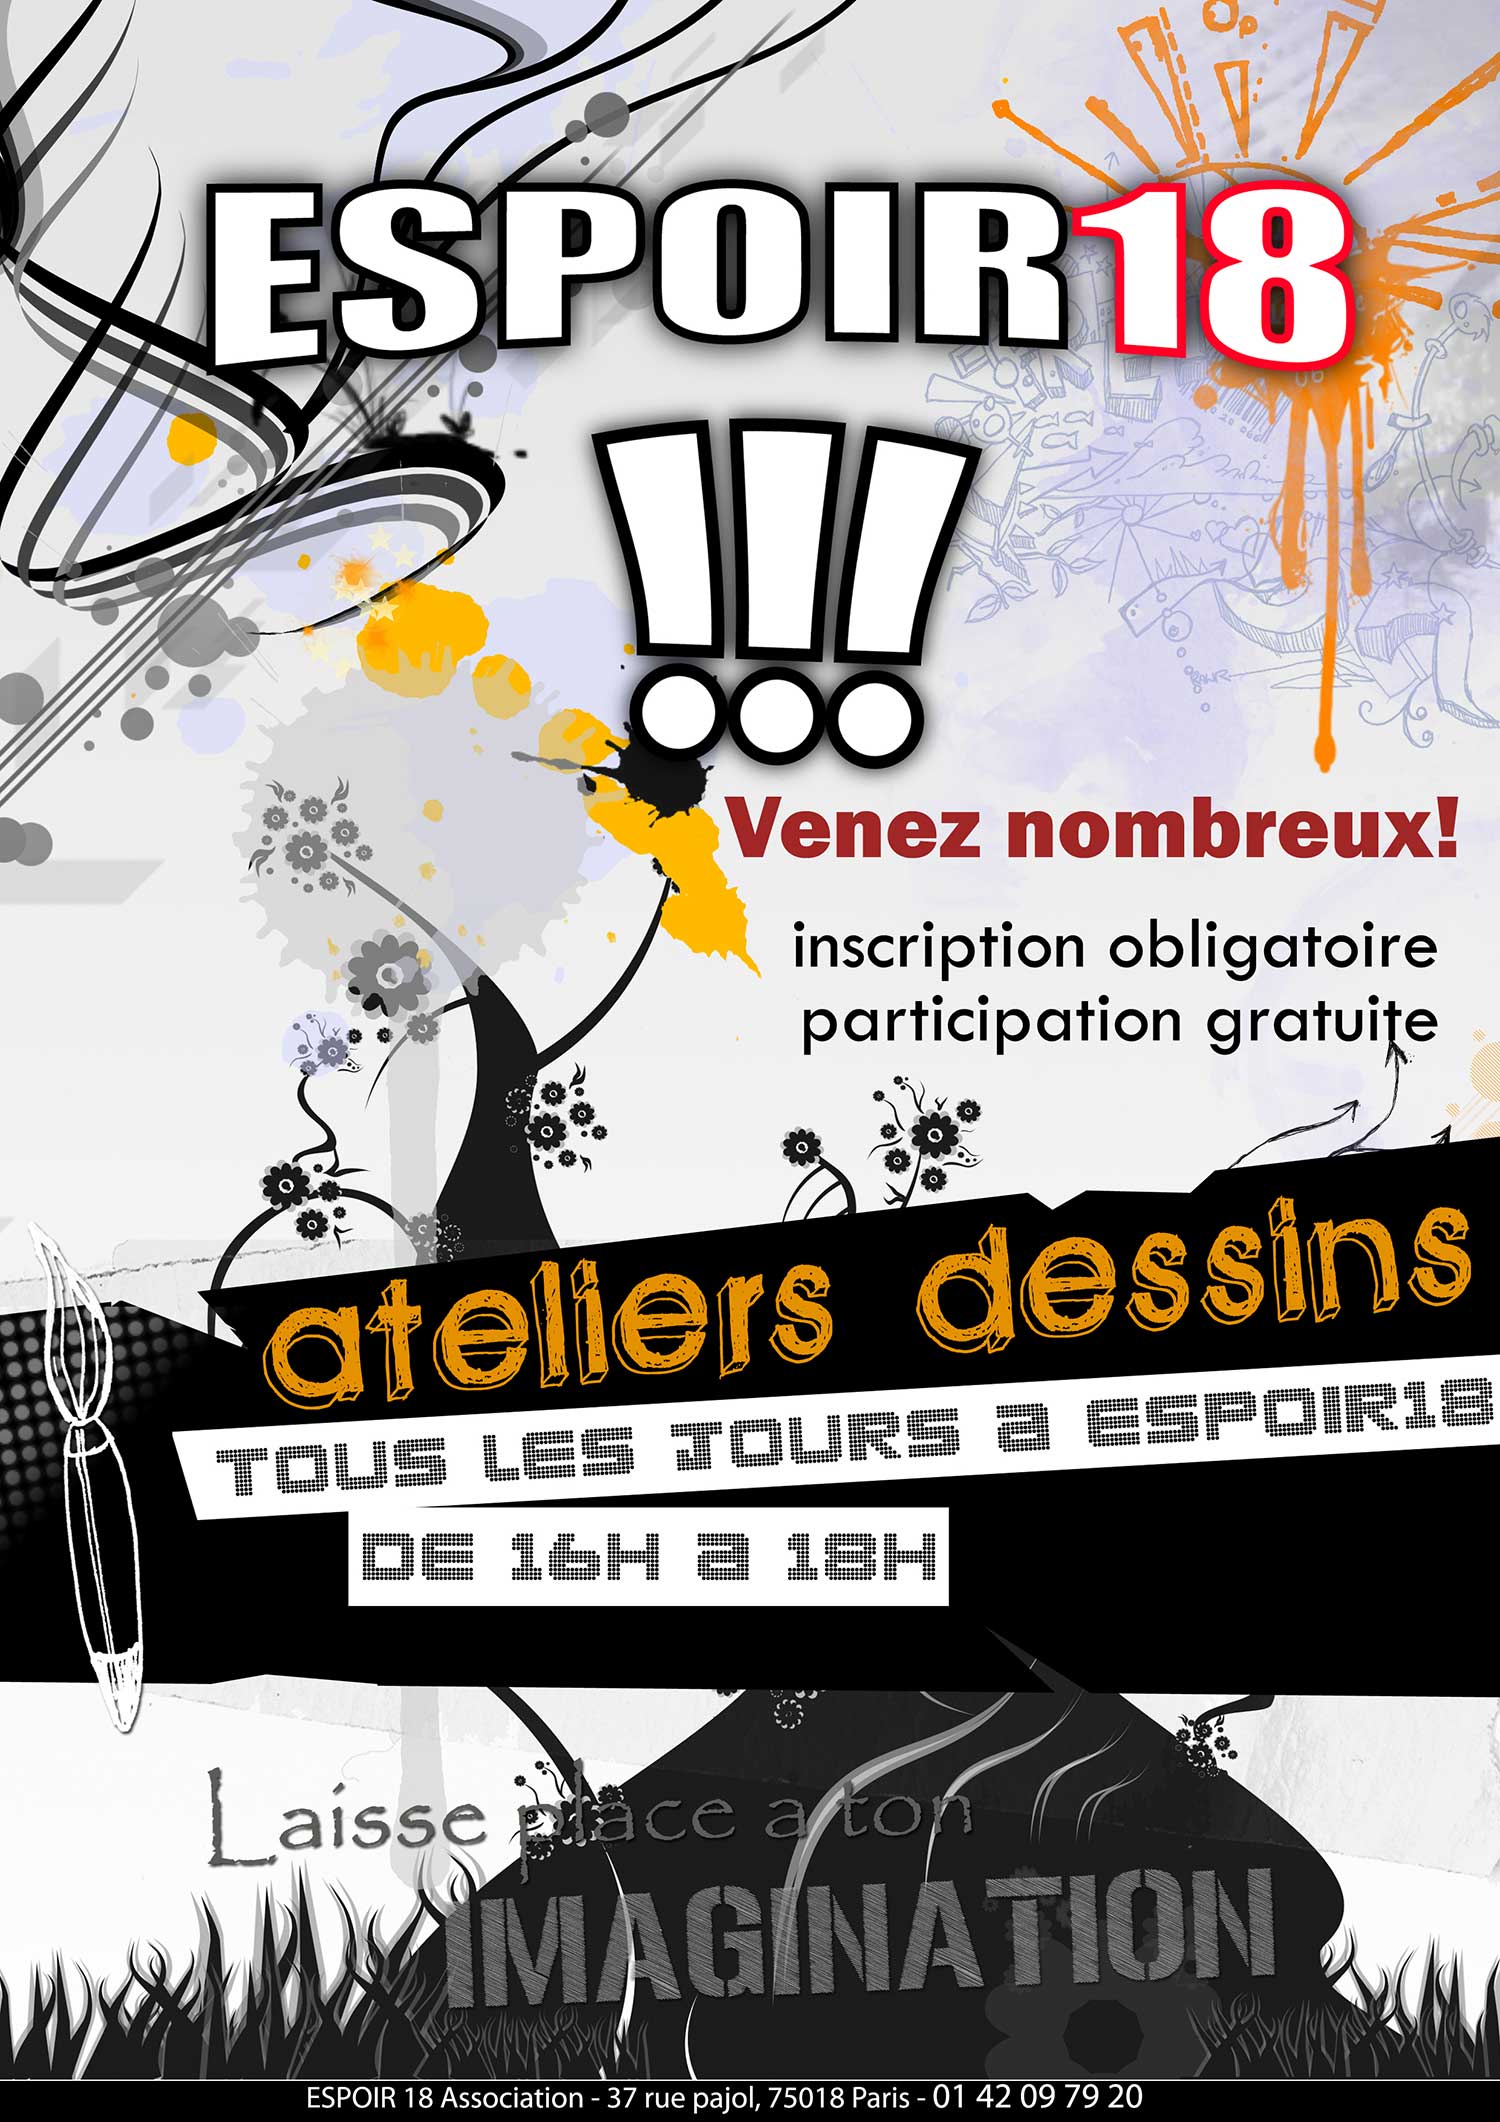 ESPOIR18
!!!
Venez nombreux!
inscription obligatoire
participation gratuite
ateliers dessins
TOUS LES JOURS a ESPOIR18
DE 16H a 18H
Laisse place a ton
IMAGINATION
ESPOIR 18 Association - 37 rue pajol, 75018 Paris - 01 42 09 79 20